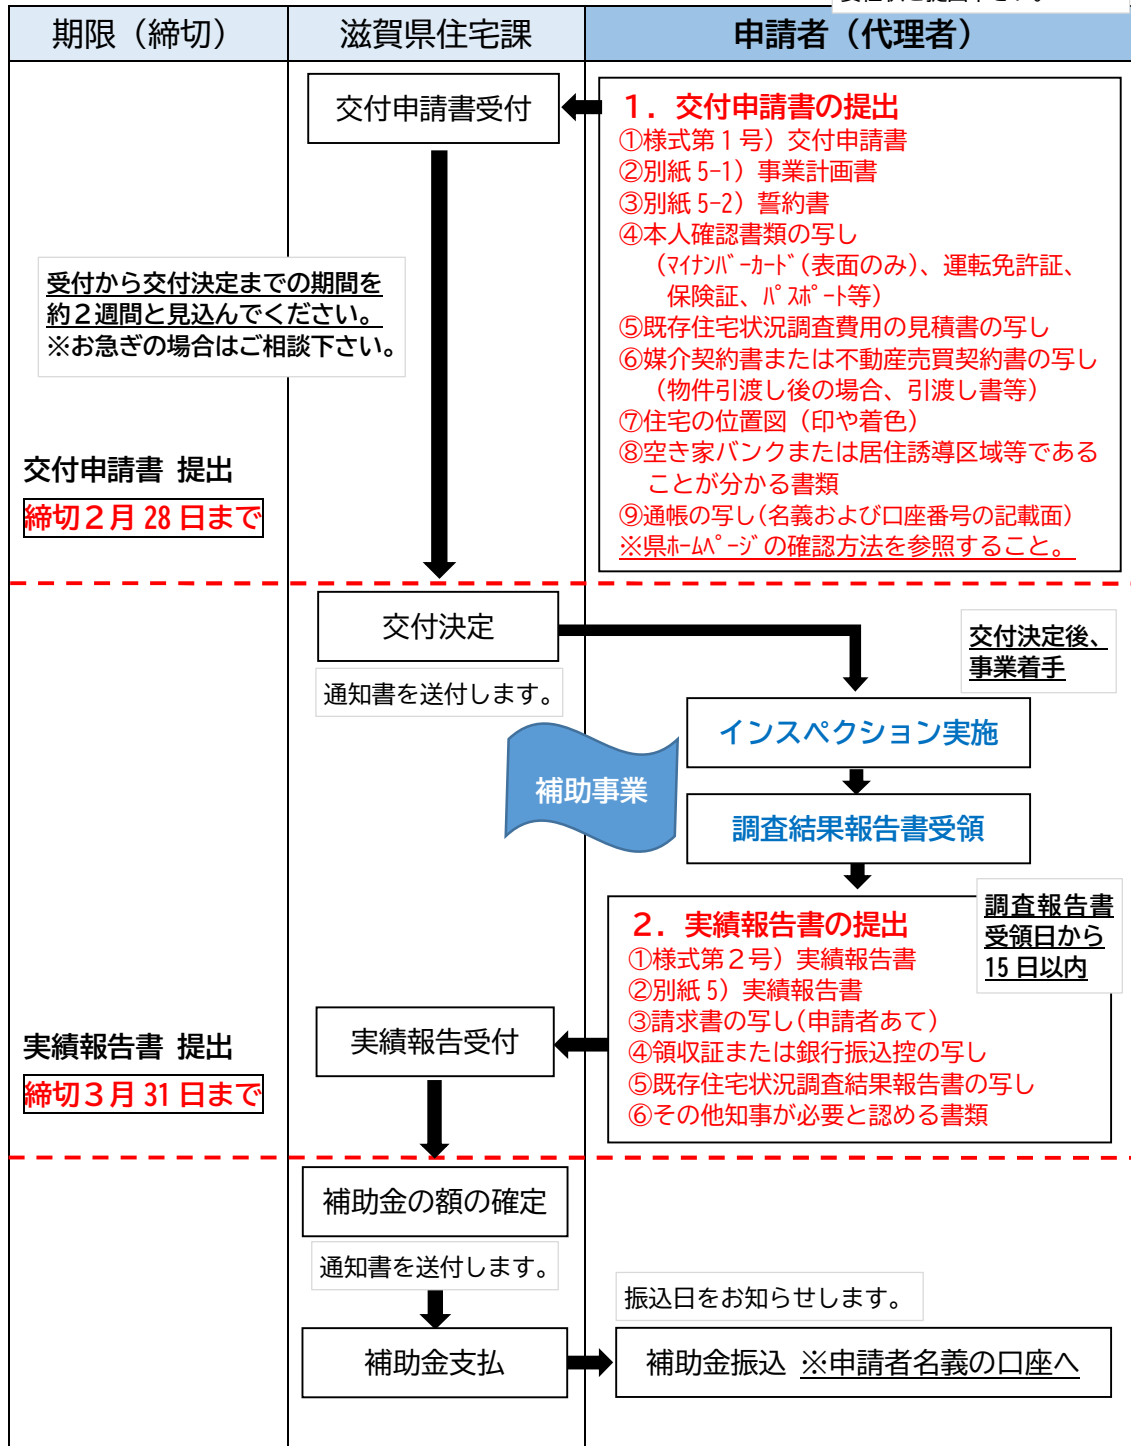 期限（締切）
滋賀県住宅課
申請者（代理者）
交付申請書受付
１．交付申請書の提出
①様式第１号）交付申請書
②別紙 5-1）事業計画書
③別紙 5-2）誓約書
④本人確認書類の写し
（ﾏｲﾅﾝﾊﾞｰｶｰﾄﾞ(表面のみ)、運転免許証、
保険証、ﾊﾟｽﾎﾟｰﾄ等）
⑤既存住宅状況調査費用の見積書の写し
⑥媒介契約書または不動産売買契約書の写し
（物件引渡し後の場合、引渡し書等）
⑦住宅の位置図（印や着色）
⑧空き家バンクまたは居住誘導区域等である
ことが分かる書類
⑨通帳の写し(名義および口座番号の記載面)
※県ﾎｰﾑﾍﾟｰｼﾞの確認方法を参照すること。
受付から交付決定までの期間を
約２週間と見込んでください。
※お急ぎの場合はご相談下さい。
交付申請書 提出
締切２月 28 日まで
交付決定
通知書を送付します。
交付決定後、
事業着手
インスペクション実施
補助事業
調査結果報告書受領
調査報告書
受領日から
15 日以内
２．実績報告書の提出
①様式第２号）実績報告書
②別紙 5）実績報告書
③請求書の写し(申請者あて)
④領収証または銀行振込控の写し
⑤既存住宅状況調査結果報告書の写し
⑥その他知事が必要と認める書類
実績報告受付
実績報告書 提出
締切３月 31 日まで
補助金の額の確定
通知書を送付します。
振込日をお知らせします。
補助金支払
補助金振込 ※申請者名義の口座へ